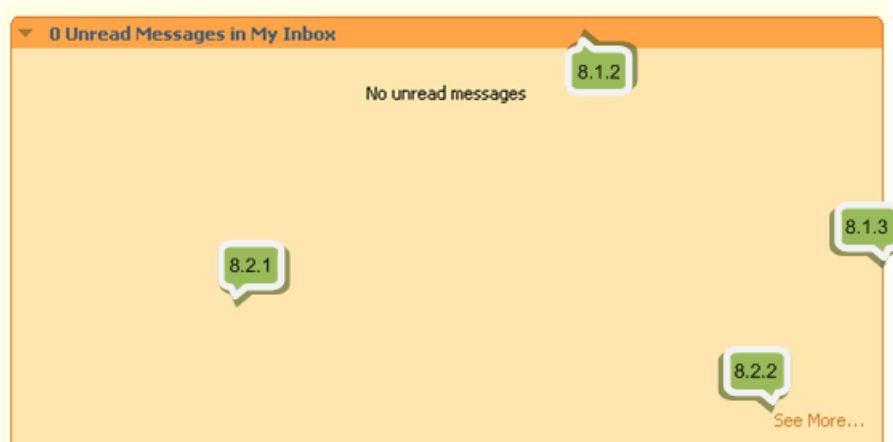 0 Unread Messages in My Inbox
8.1.2
No unread messages
8.1.3
8.2.1
8.2.2
See More...